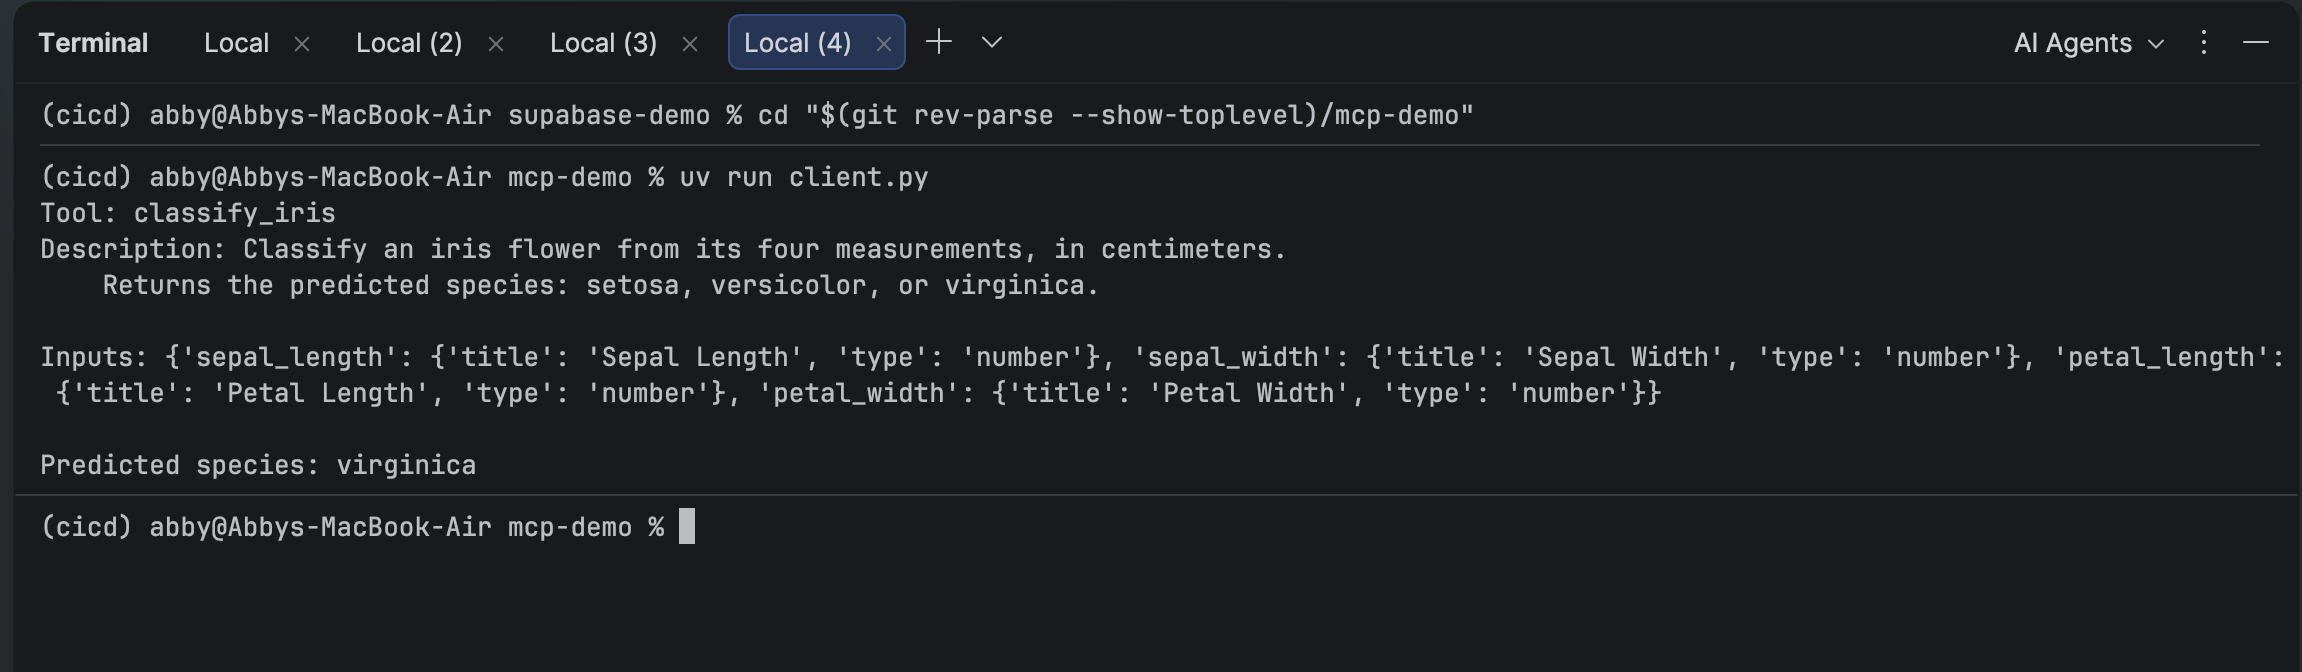 Terminal Local × Local (2) × Local (3) × Local (4) × + AI Agents
(cicd) abby@Abbys-MacBook-Air supabase-demo % cd "$(git rev-parse --show-toplevel)/mcp-demo"
(cicd) abby@Abbys-MacBook-Air mcp-demo % uv run client.py
Tool: classify_iris
Description: Classify an iris flower from its four measurements, in centimeters.
    Returns the predicted species: setosa, versicolor, or virginica.
Inputs: {'sepal_length': {'title': 'Sepal Length', 'type': 'number'}, 'sepal_width': {'title': 'Sepal Width', 'type': 'number'}, 'petal_length':
 {'title': 'Petal Length', 'type': 'number'}, 'petal_width': {'title': 'Petal Width', 'type': 'number'}}
Predicted species: virginica
(cicd) abby@Abbys-MacBook-Air mcp-demo %